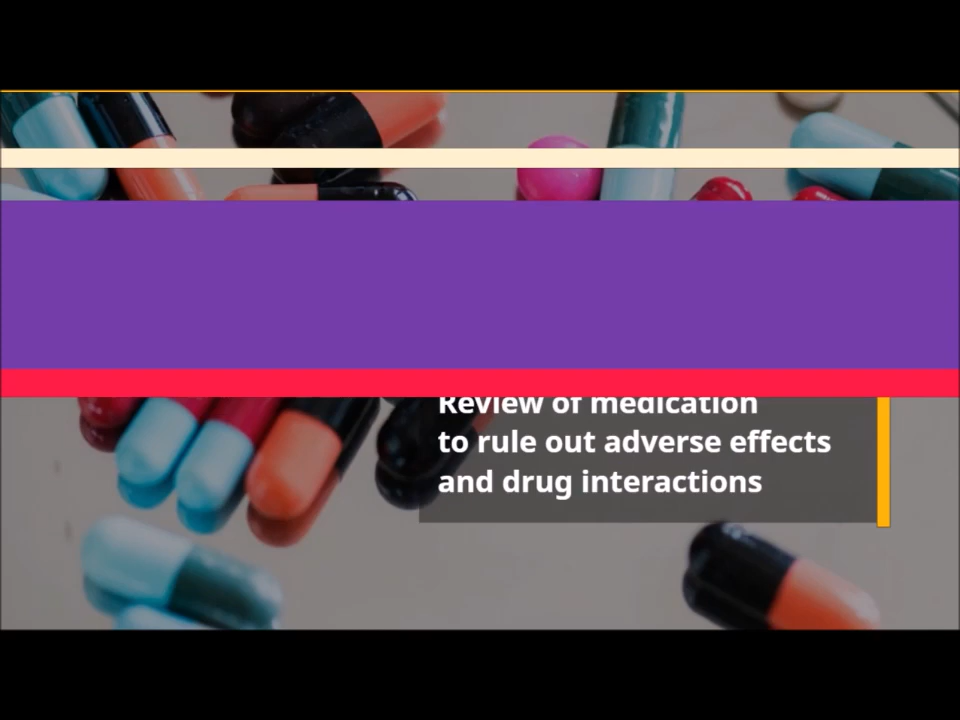 Review of medication
to rule out adverse effects
and drug interactions